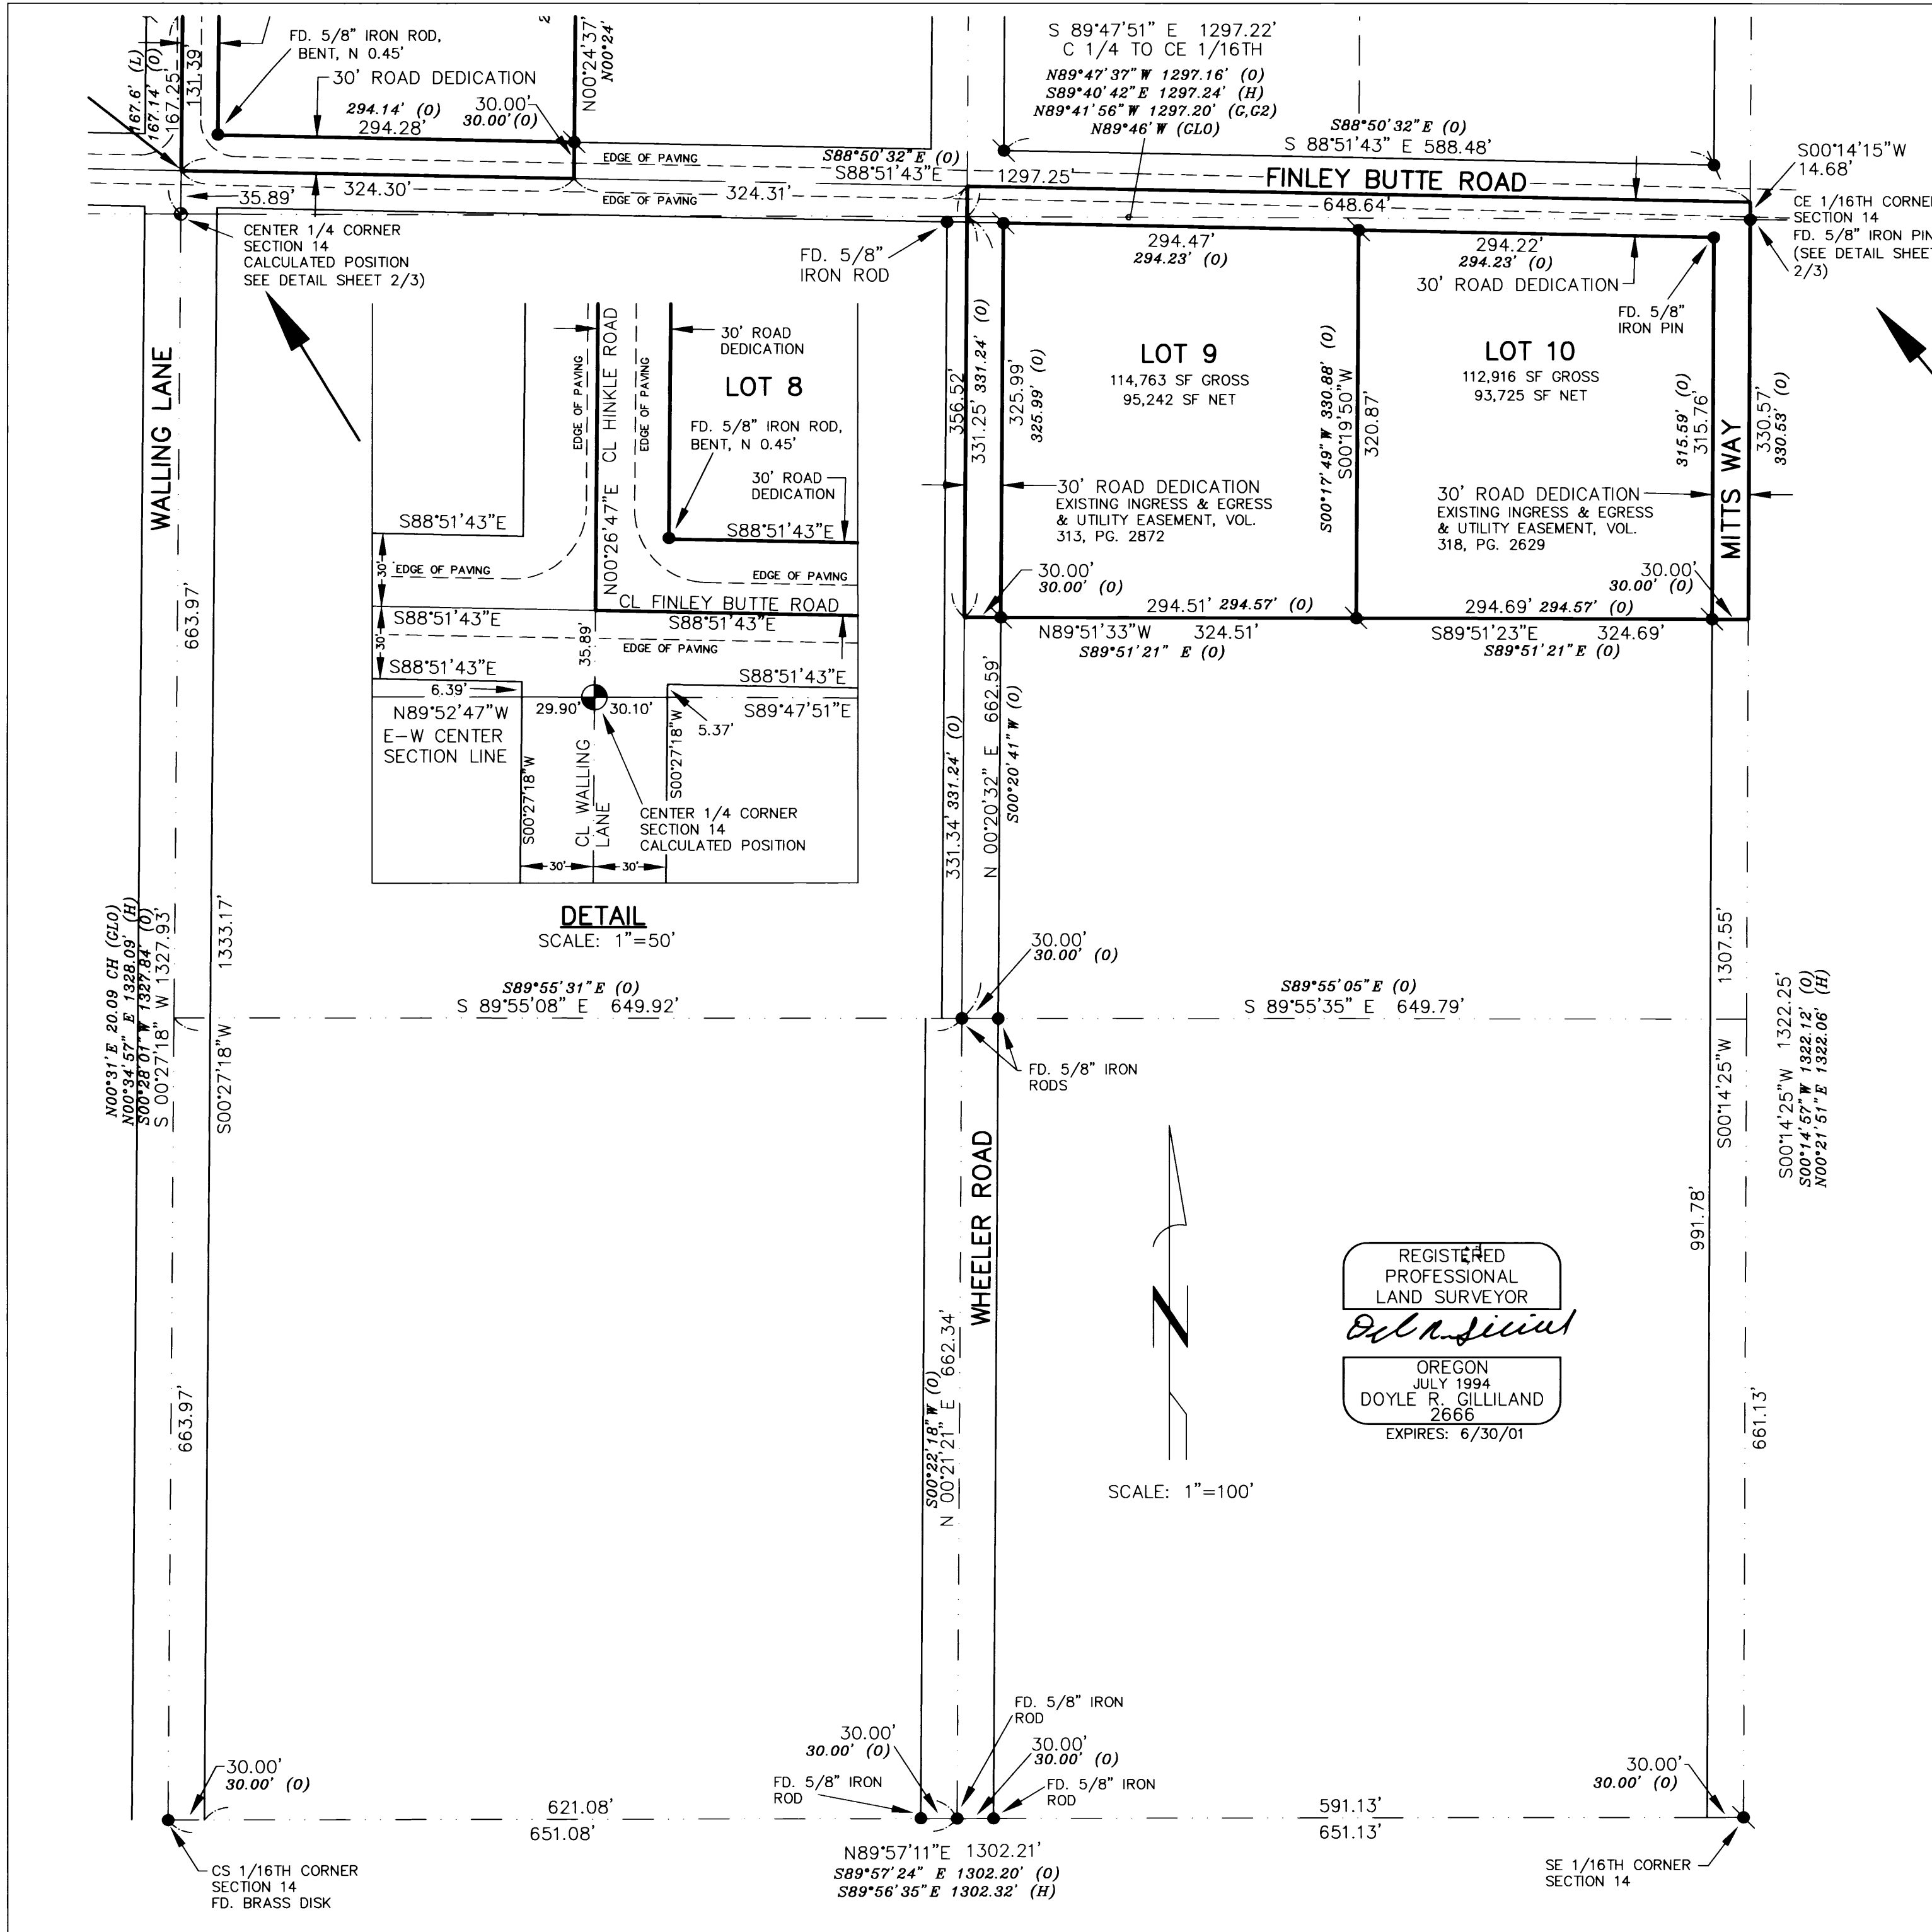 167.6' (L)
167.14' (O)
167.25'
131.39'
FD. 5/8" IRON ROD,
BENT, N 0.45'
30' ROAD DEDICATION
294.14' (O)
294.28'
30.00'
30.00' (O)
N00°24'37"
N00°24'
S 89°47'51" E 1297.22'
C 1/4 TO CE 1/16TH
N89°47'37" W 1297.16' (O)
S89°40'42" E 1297.24' (H)
N89°41'56" W 1297.20' (G,G2)
N89°46' W (GLO)
S88°50'32" E (O)
S 88°51'43" E 588.48'
S00°14'15"W
14.68'
EDGE OF PAVING
S88°50'32" E (O)
S88°51'43"E
1297.25'
FINLEY BUTTE ROAD
648.64'
35.89'
324.30'
EDGE OF PAVING
324.31'
CE 1/16TH CORNER
SECTION 14
FD. 5/8" IRON PIN
(SEE DETAIL SHEET
2/3)
CENTER 1/4 CORNER
SECTION 14
CALCULATED POSITION
SEE DETAIL SHEET 2/3)
FD. 5/8"
IRON ROD
294.47'
294.23' (O)
294.22'
294.23' (O)
30' ROAD DEDICATION
FD. 5/8"
IRON PIN
WALLING LANE
663.97'
EDGE OF PAVING
CL HINKLE ROAD
N00°26'47"E
EDGE OF PAVING
30' ROAD
DEDICATION
LOT 8
FD. 5/8" IRON ROD,
BENT, N 0.45'
30' ROAD
DEDICATION
S88°51'43"E
S88°51'43"E
30'
EDGE OF PAVING
EDGE OF PAVING
CL FINLEY BUTTE ROAD
S88°51'43"E
S88°51'43"E
30'
35.89'
EDGE OF PAVING
S88°51'43"E
S88°51'43"E
6.39'
29.90'
30.10'
5.37'
N89°52'47"W
S89°47'51"E
E-W CENTER
SECTION LINE
S00°27'18"W
CL WALLING
LANE
S00°27'18"W
CENTER 1/4 CORNER
SECTION 14
CALCULATED POSITION
30'
30'
DETAIL
SCALE: 1"=50'
356.52'
331.25' 331.24' (O)
325.99'
325.99' (O)
LOT 9
114,763 SF GROSS
95,242 SF NET
30' ROAD DEDICATION
EXISTING INGRESS & EGRESS
& UTILITY EASEMENT, VOL.
313, PG. 2872
30.00'
30.00' (O)
S00°17'49" W 330.88' (O)
S00°19'50"W
320.87'
LOT 10
112,916 SF GROSS
93,725 SF NET
30' ROAD DEDICATION
EXISTING INGRESS & EGRESS
& UTILITY EASEMENT, VOL.
318, PG. 2629
315.59' (O)
315.76'
MITTS WAY
330.57'
330.53' (O)
30.00'
30.00' (O)
294.51' 294.57' (O)
294.69' 294.57' (O)
N89°51'33"W 324.51'
S89°51'21" E (O)
S89°51'23"E 324.69'
S89°51'21" E (O)
331.34' 331.24' (O)
N 00°20'32" E 662.59'
S00°20'41" W (O)
N00°31' E 20.09 CH (GLO)
N00°34'57" E 1328.09' (H)
S00°28'01" W 1327.84' (O)
S 00°27'18" W 1327.93'
S00°27'18"W 1333.17'
S89°55'31" E (O)
S 89°55'08" E 649.92'
30.00'
30.00' (O)
S89°55'05" E (O)
S 89°55'35" E 649.79'
FD. 5/8" IRON
RODS
S00°14'25"W 1307.55'
S00°14'25"W 1322.25'
S00°14'57" W 1322.12' (O)
N00°21'51" E 1322.06' (H)
991.78'
WHEELER ROAD
S00°22'18" W (O)
N 00°21'21" E 662.34'
N
SCALE: 1"=100'
REGISTERED
PROFESSIONAL
LAND SURVEYOR
OREGON
JULY 1994
DOYLE R. GILLILAND
2666
EXPIRES: 6/30/01
663.97'
661.13'
30.00'
30.00' (O)
621.08'
651.08'
30.00'
30.00' (O)
FD. 5/8" IRON
ROD
FD. 5/8" IRON
ROD
30.00'
30.00' (O)
FD. 5/8" IRON
ROD
591.13'
651.13'
30.00'
30.00' (O)
CS 1/16TH CORNER
SECTION 14
FD. BRASS DISK
N89°57'11"E 1302.21'
S89°57'24" E 1302.20' (O)
S89°56'35" E 1302.32' (H)
SE 1/16TH CORNER
SECTION 14